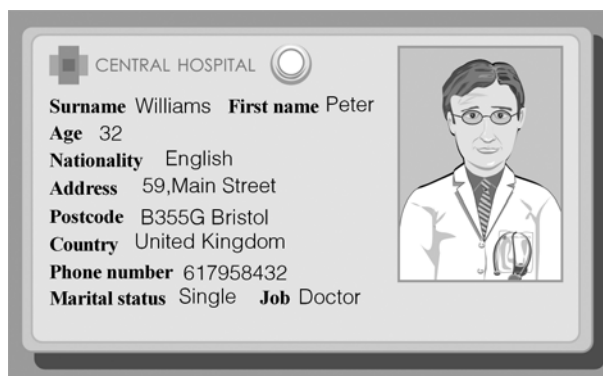 CENTRAL HOSPITAL
Surname Williams First name Peter
Age 32
Nationality English
Address 59,Main Street
Postcode B355G Bristol
Country United Kingdom
Phone number 617958432
Marital status Single Job Doctor